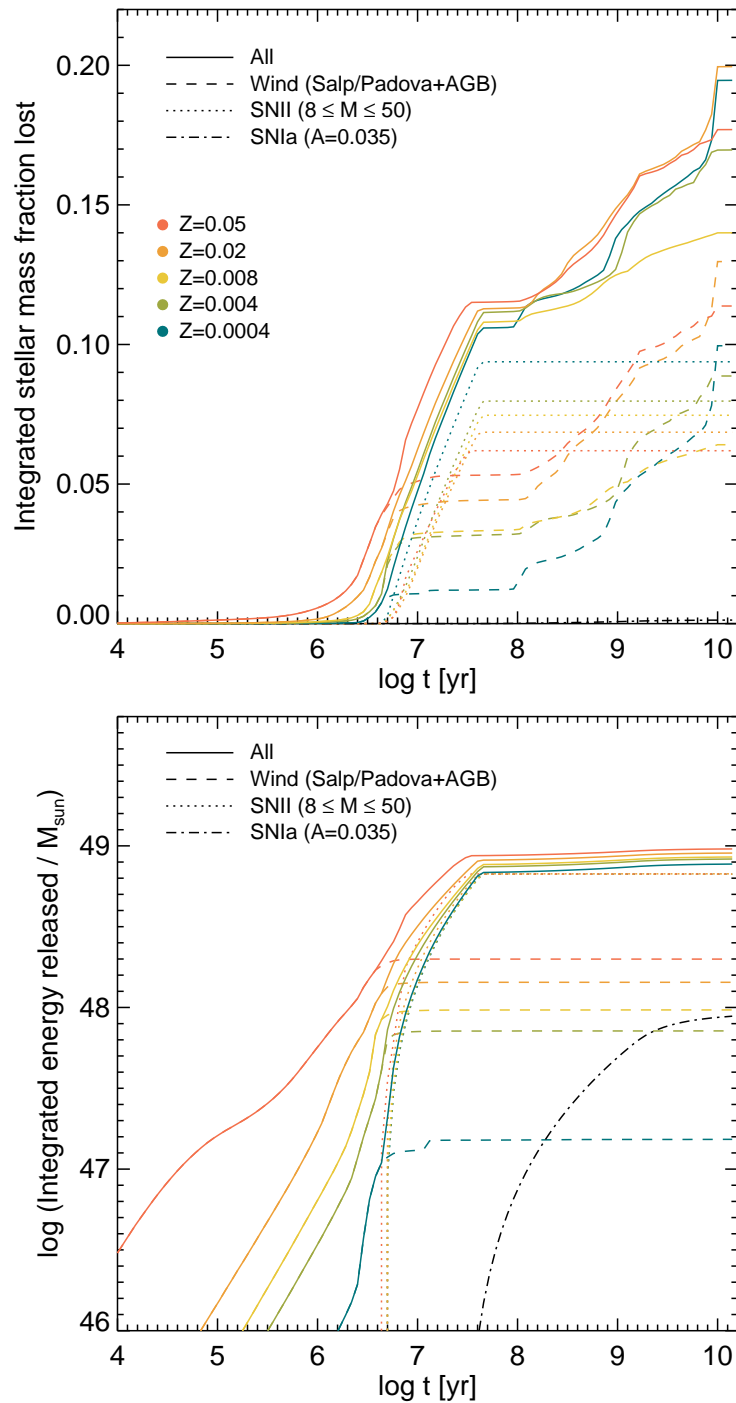 0.20
0.15
0.10
0.05
0.00
Integrated stellar mass fraction lost
All
Wind (Salp/Padova+AGB)
SNII (8 ≤ M ≤ 50)
SNIa (A=0.035)
Z=0.05
Z=0.02
Z=0.008
Z=0.004
Z=0.0004
4 5 6 7 8 9 10
log t [yr]
49
48
47
46
log (Integrated energy released / M_sun)
All
Wind (Salp/Padova+AGB)
SNII (8 ≤ M ≤ 50)
SNIa (A=0.035)
4 5 6 7 8 9 10
log t [yr]